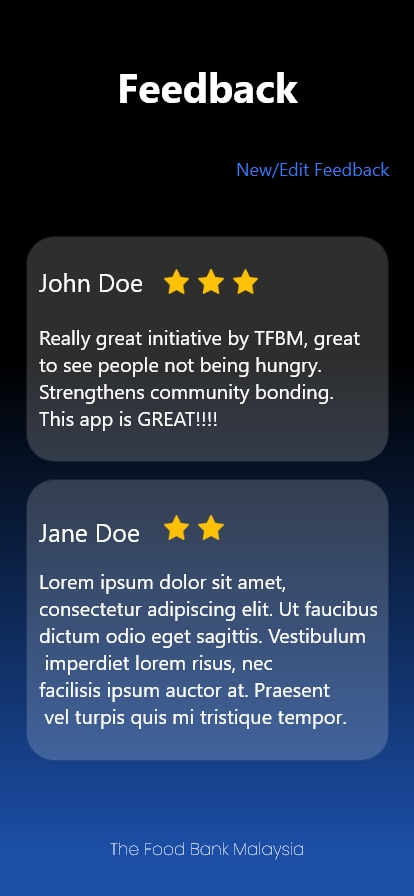 Feedback
New/Edit Feedback
John Doe
Really great initiative by TFBM, great
to see people not being hungry.
Strengthens community bonding.
This app is GREAT!!!!
Jane Doe
Lorem ipsum dolor sit amet,
consectetur adipiscing elit. Ut faucibus
dictum odio eget sagittis. Vestibulum
imperdiet lorem risus, nec
facilisis ipsum auctor at. Praesent
vel turpis quis mi tristique tempor.
The Food Bank Malaysia